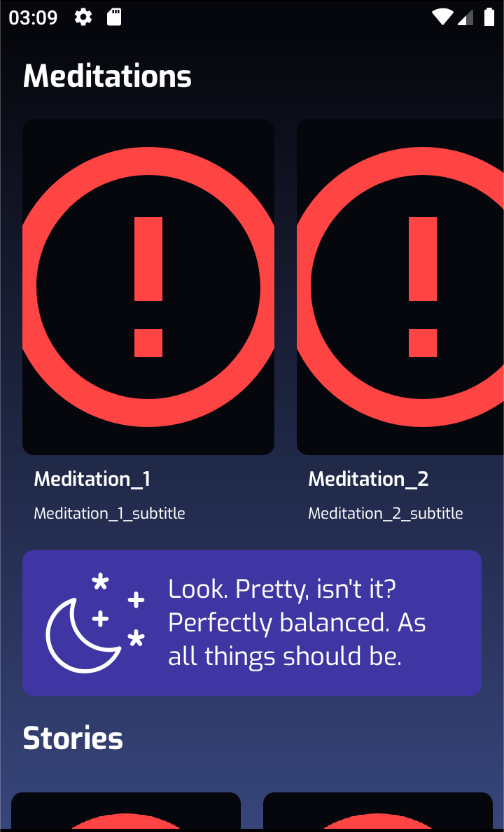 03:09
Meditations
Meditation_1
Meditation_2
Meditation_1_subtitle
Meditation_2_subtitle
Look. Pretty, isn't it?
Perfectly balanced. As
all things should be.
Stories